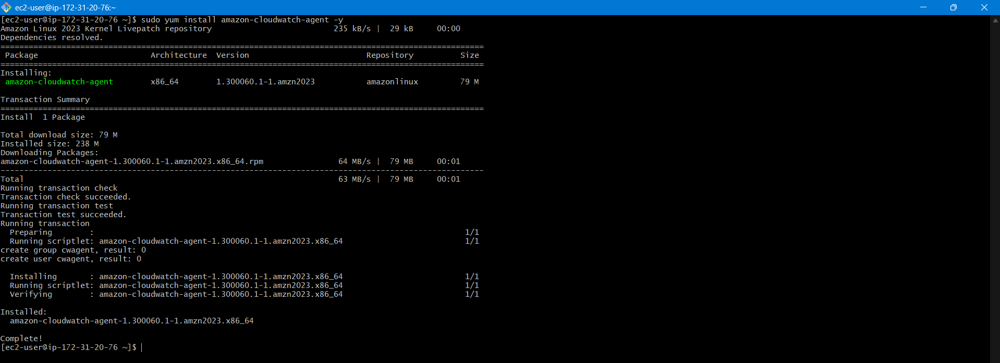 ec2-user@ip-172-31-20-76:~
[ec2-user@ip-172-31-20-76 ~]$ sudo yum install amazon-cloudwatch-agent -y
Amazon Linux 2023 Kernel Livepatch repository                          235 kB/s |  29 kB     00:00
Dependencies resolved.
=======================================================================================================
 Package                        Architecture  Version                         Repository          Size
=======================================================================================================
Installing:
 amazon-cloudwatch-agent        x86_64        1.300060.1-1.amzn2023           amazonlinux         79 M

Transaction Summary
=======================================================================================================
Install  1 Package

Total download size: 79 M
Installed size: 238 M
Downloading Packages:
amazon-cloudwatch-agent-1.300060.1-1.amzn2023.x86_64.rpm                64 MB/s |  79 MB     00:01
-------------------------------------------------------------------------------------------------------
Total                                                                   63 MB/s |  79 MB     00:01
Running transaction check
Transaction check succeeded.
Running transaction test
Transaction test succeeded.
Running transaction
  Preparing        :                                                                               1/1
  Running scriptlet: amazon-cloudwatch-agent-1.300060.1-1.amzn2023.x86_64                          1/1
create group cwagent, result: 0
create user cwagent, result: 0

  Installing       : amazon-cloudwatch-agent-1.300060.1-1.amzn2023.x86_64                          1/1
  Running scriptlet: amazon-cloudwatch-agent-1.300060.1-1.amzn2023.x86_64                          1/1
  Verifying        : amazon-cloudwatch-agent-1.300060.1-1.amzn2023.x86_64                          1/1

Installed:
  amazon-cloudwatch-agent-1.300060.1-1.amzn2023.x86_64

Complete!
[ec2-user@ip-172-31-20-76 ~]$